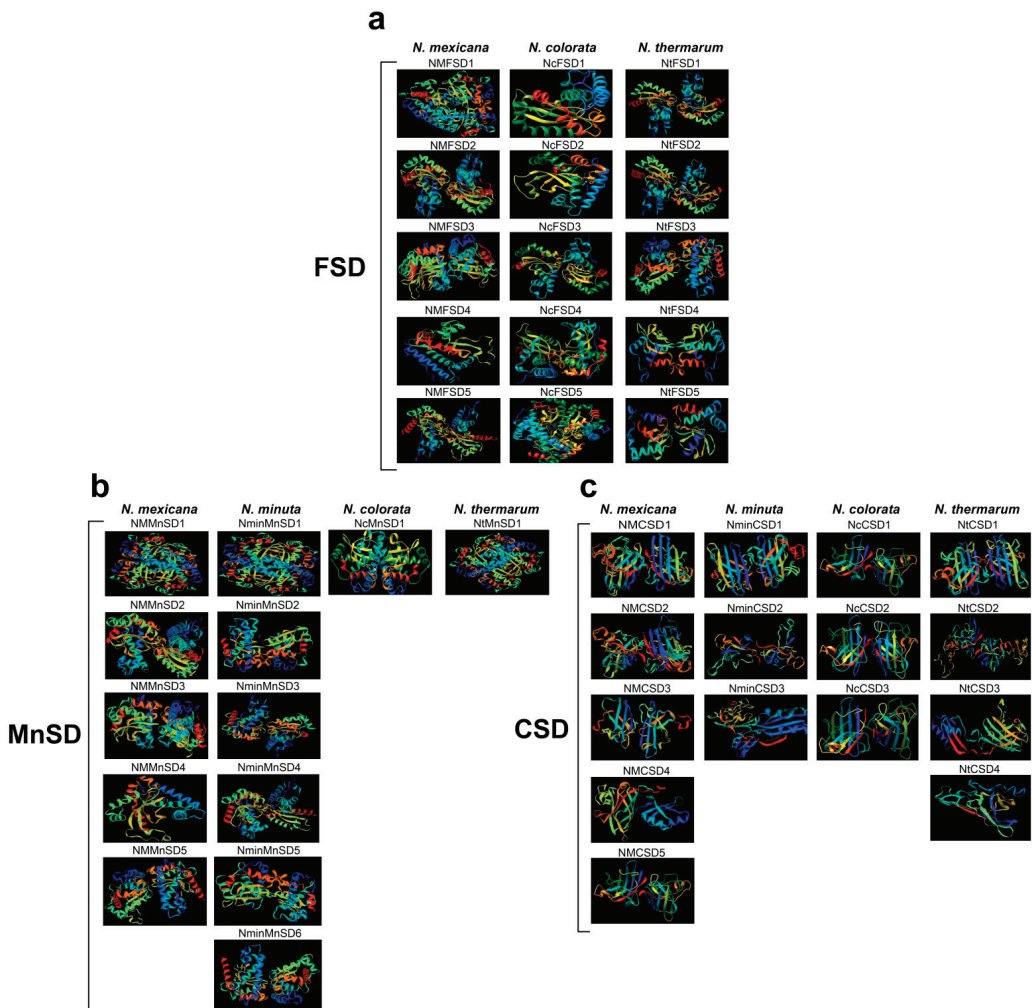 a
N. mexicana N. colorata N. thermarum
NMFSD1 NcFSD1 NtFSD1
NMFSD2 NcFSD2 NtFSD2
NMFSD3 NcFSD3 NtFSD3
FSD
NMFSD4 NcFSD4 NtFSD4
NMFSD5 NcFSD5 NtFSD5
b
N. mexicana N. minuta N. colorata N. thermarum
NMMnSD1 NminMnSD1 NcMnSD1 NtMnSD1
NMMnSD2 NminMnSD2
NMMnSD3 NminMnSD3
MnSD
NMMnSD4 NminMnSD4
NMMnSD5 NminMnSD5
NminMnSD6
c
N. mexicana N. minuta N. colorata N. thermarum
NMCSD1 NminCSD1 NcCSD1 NtCSD1
NMCSD2 NminCSD2 NcCSD2 NtCSD2
NMCSD3 NminCSD3 NcCSD3 NtCSD3
CSD
NMCSD4 NtCSD4
NMCSD5